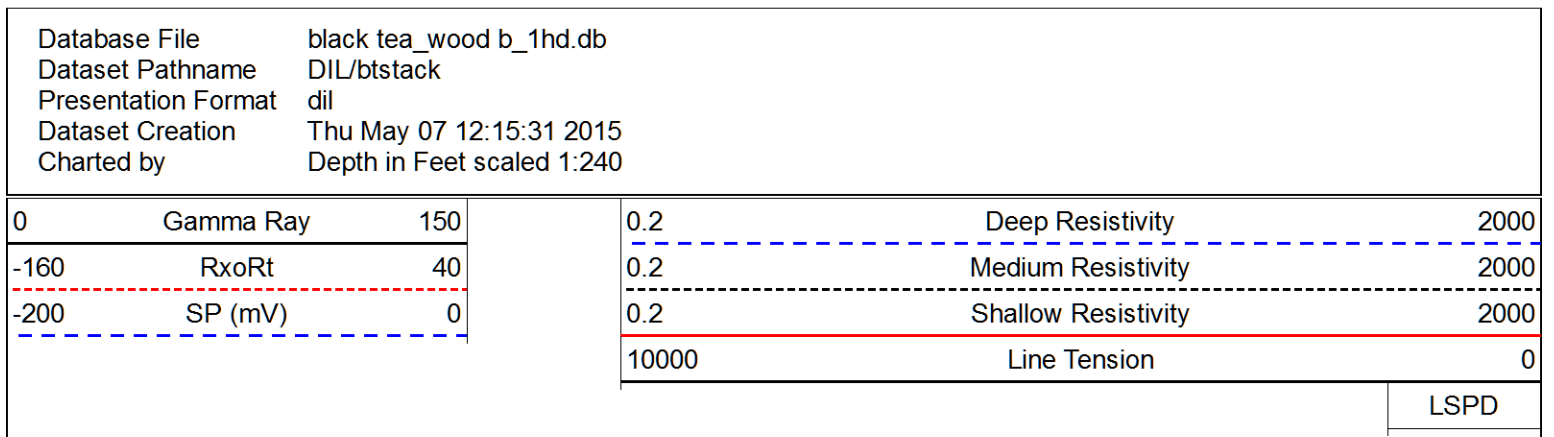 Database File black tea_wood b_1hd.db
Dataset Pathname DIL/btstack
Presentation Format dil
Dataset Creation Thu May 07 12:15:31 2015
Charted by Depth in Feet scaled 1:240
0 Gamma Ray 150 0.2 Deep Resistivity 2000
-160 RxoRt 40 0.2 Medium Resistivity 2000
-200 SP (mV) 0 0.2 Shallow Resistivity 2000
10000 Line Tension 0
LSPD